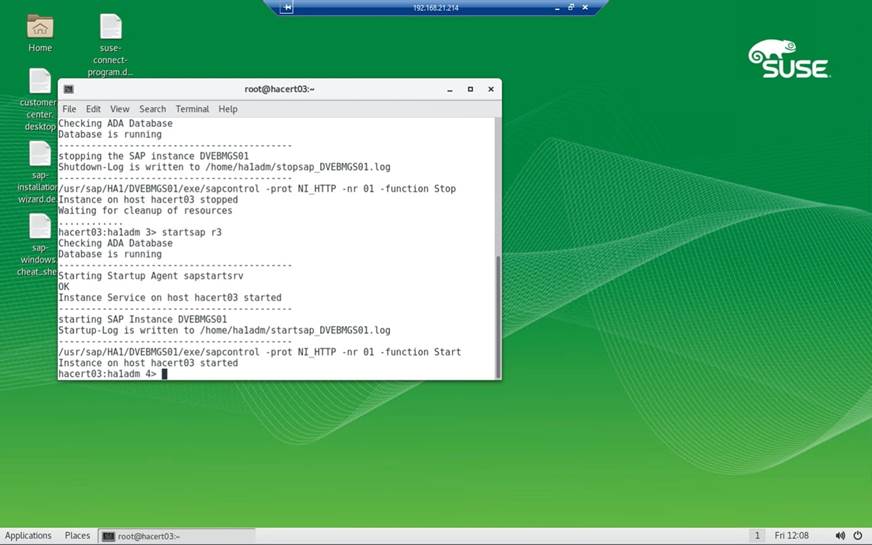 192.168.21.214
Home
suse-
connect-
program.d...
customer
center.
desktop
sap-
installation
wizard.de
sap-
windows.
cheat_she
SUSE
root@hacert03:~
File Edit View Search Terminal Help
Checking ADA Database
Database is running
------------------------------------------
stopping the SAP instance DVEBMGS01
Shutdown-Log is written to /home/ha1adm/stopsap_DVEBMGS01.log
------------------------------------------
/usr/sap/HA1/DVEBMGS01/exe/sapcontrol -prot NI_HTTP -nr 01 -function Stop
Instance on host hacert03 stopped
Waiting for cleanup of resources
............
hacert03:ha1adm 3> startsap r3
Checking ADA Database
Database is running
------------------------------------------
Starting Startup Agent sapstartsrv
OK
Instance Service on host hacert03 started
------------------------------------------
starting SAP Instance DVEBMGS01
Startup-Log is written to /home/ha1adm/startsap_DVEBMGS01.log
------------------------------------------
/usr/sap/HA1/DVEBMGS01/exe/sapcontrol -prot NI_HTTP -nr 01 -function Start
Instance on host hacert03 started
hacert03:ha1adm 4>
Applications Places root@hacert03:~ 1 Fri 12:08